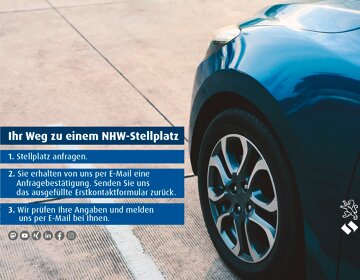 Ihr Weg zu einem NHW-Stellplatz
1. Stellplatz anfragen.
2. Sie erhalten von uns per E-Mail eine
Anfragebestätigung. Senden Sie uns
das ausgefüllte Erstkontaktformular zurück.
3. Wir prüfen Ihre Angaben und melden
uns per E-Mail bei Ihnen.